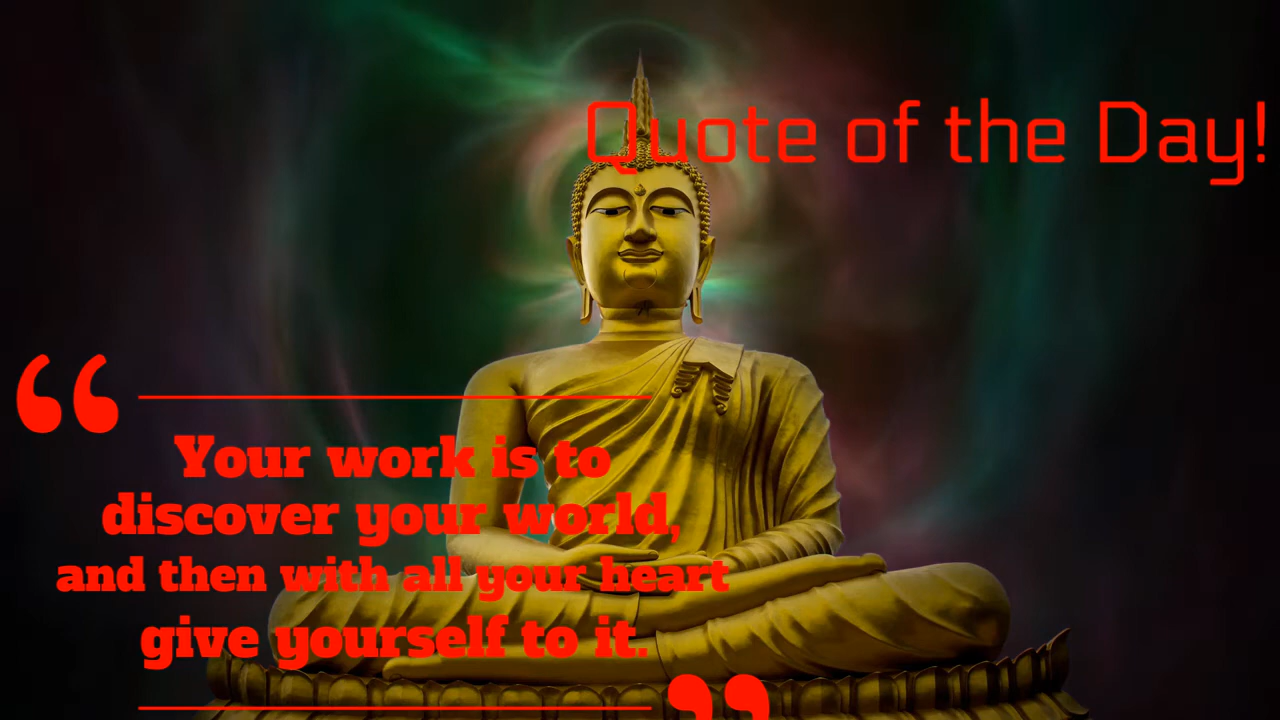 Quote of the Day!
“
Your work is to
discover your world,
and then with all your heart
give yourself to it.
”